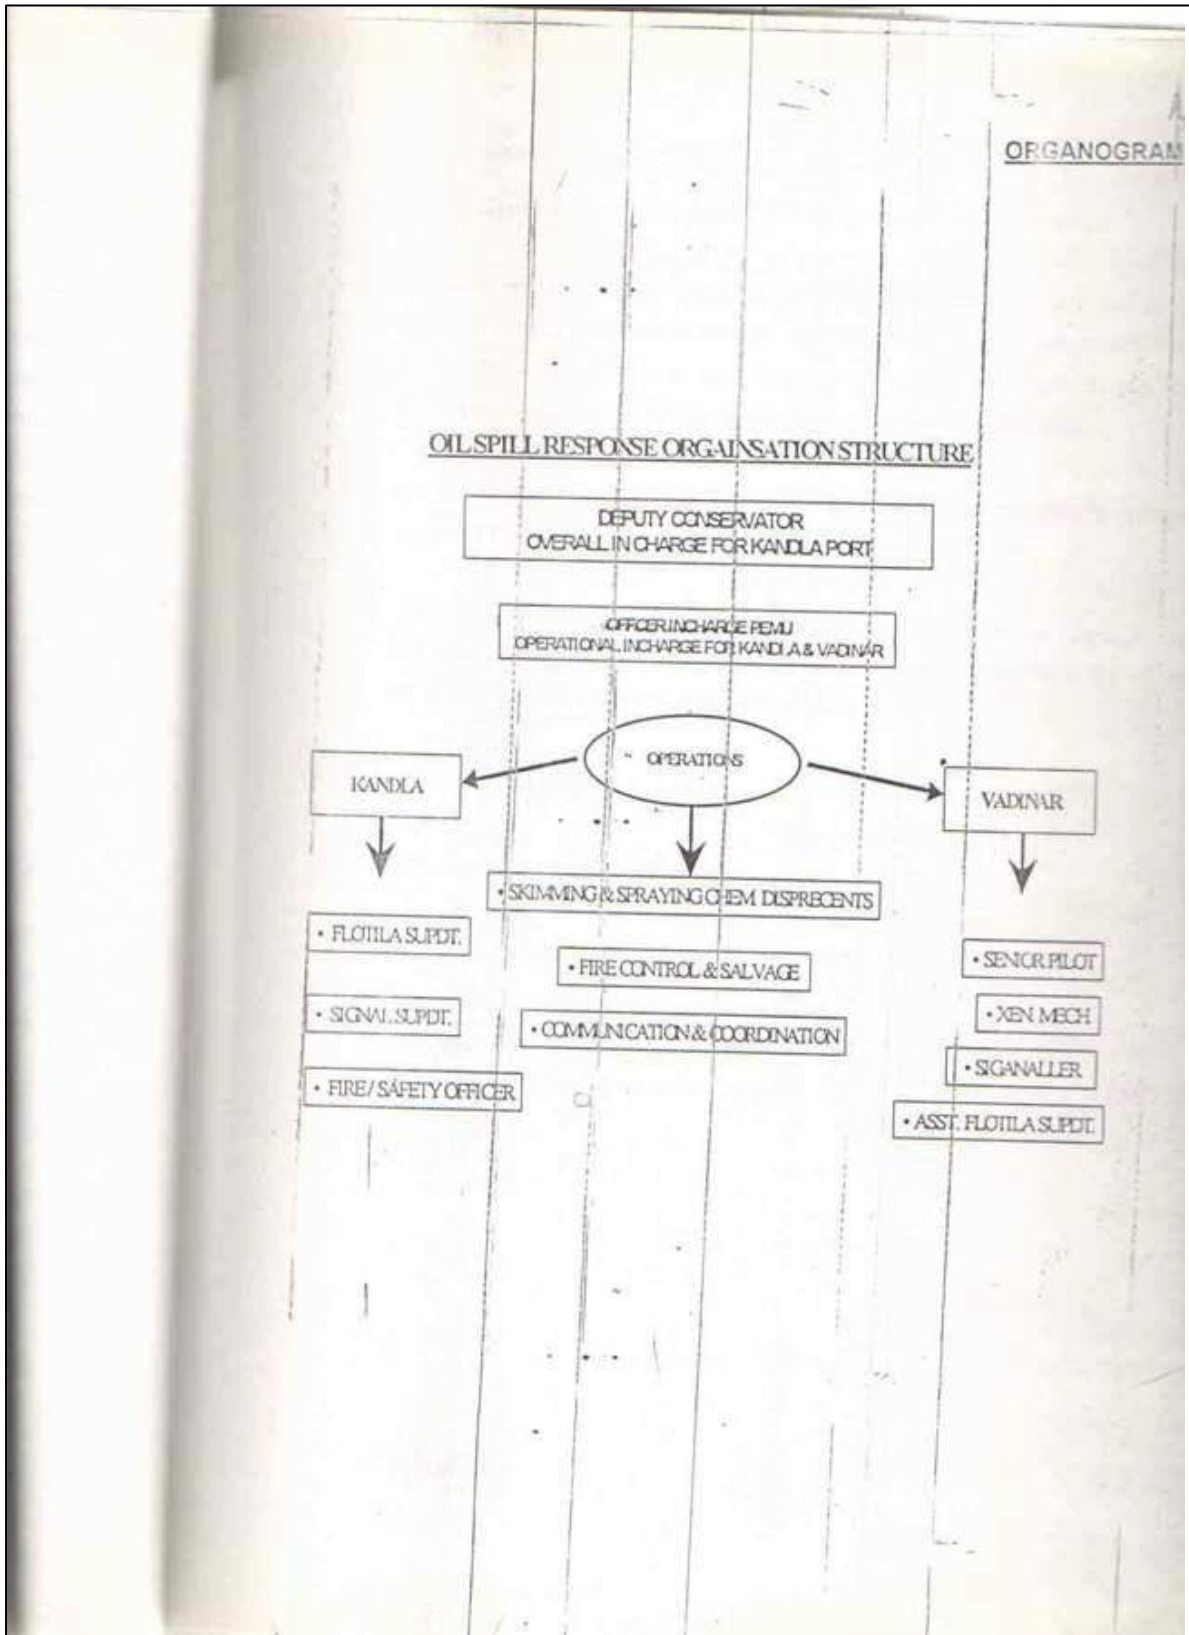 ORGANOGRAM
OIL SPILL RESPONSE ORGAINSATION STRUCTURE
DEPUTY CONSERVATOR
OVERALL IN CHARGE FOR KANDLA PORT
OFFICER INCHARGE PEMU
OPERATIONAL INCHARGE FOR KANDLA & VADINAR
OPERATIONS
KANDLA
VADINAR
• SKIMMING & SPRAYING CHEM. DISPRECENTS
• FIRE CONTROL & SALVAGE
• COMMUNICATION & COORDINATION
• FLOTILA SUPDT.
• SIGNAL SUPDT.
• FIRE / SAFETY OFFICER
• SENIOR PILOT
• XEN MECH
• SIGANALLER
• ASST. FLOTILA SUPDT.